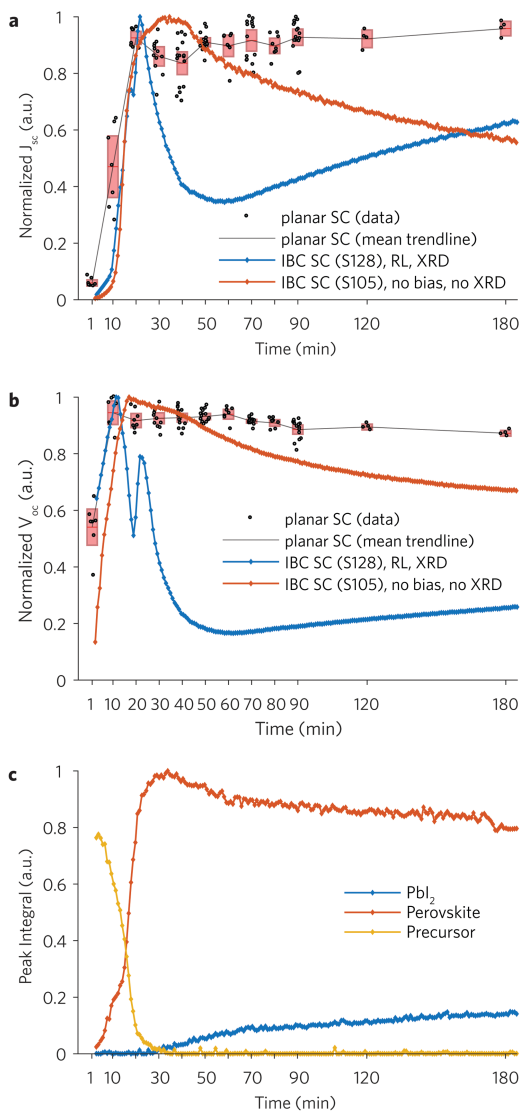 a
Normalized Jsc (a.u.)
1
0.8
0.6
0.4
0.2
0
planar SC (data)
planar SC (mean trendline)
IBC SC (S128), RL, XRD
IBC SC (S105), no bias, no XRD
1 10 30 50 70 90 120 180
Time (min)
b
Normalized Voc (a.u.)
1
0.8
0.6
0.4
0.2
0
planar SC (data)
planar SC (mean trendline)
IBC SC (S128), RL, XRD
IBC SC (S105), no bias, no XRD
1 10 20 30 40 50 60 70 80 90 120 180
Time (min)
c
Peak Integral (a.u.)
1
0.8
0.6
0.4
0.2
0
PbI2
Perovskite
Precursor
1 10 30 50 70 90 120 180
Time (min)